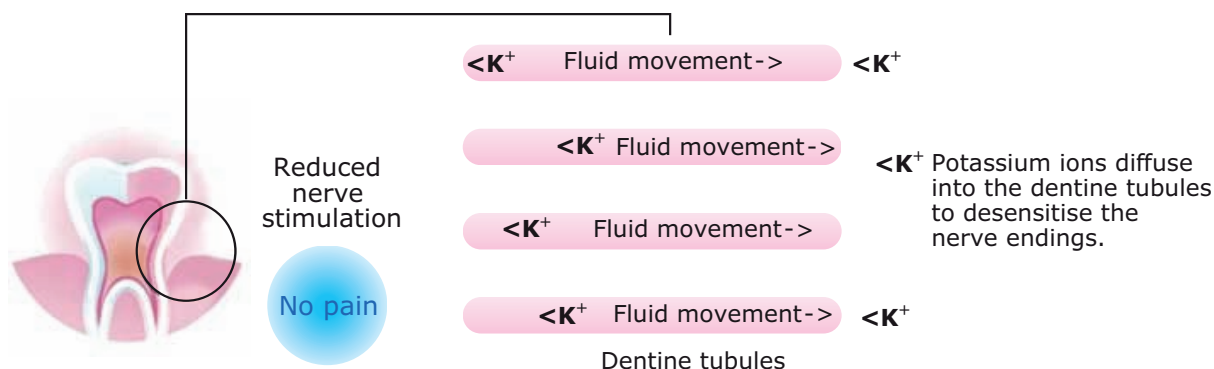 <K+ Fluid movement-> <K+
<K+ Fluid movement->
<K+ Potassium ions diffuse
into the dentine tubules
to desensitise the
nerve endings.
Reduced
nerve
stimulation
No pain
<K+ Fluid movement->
<K+ Fluid movement-> <K+
Dentine tubules